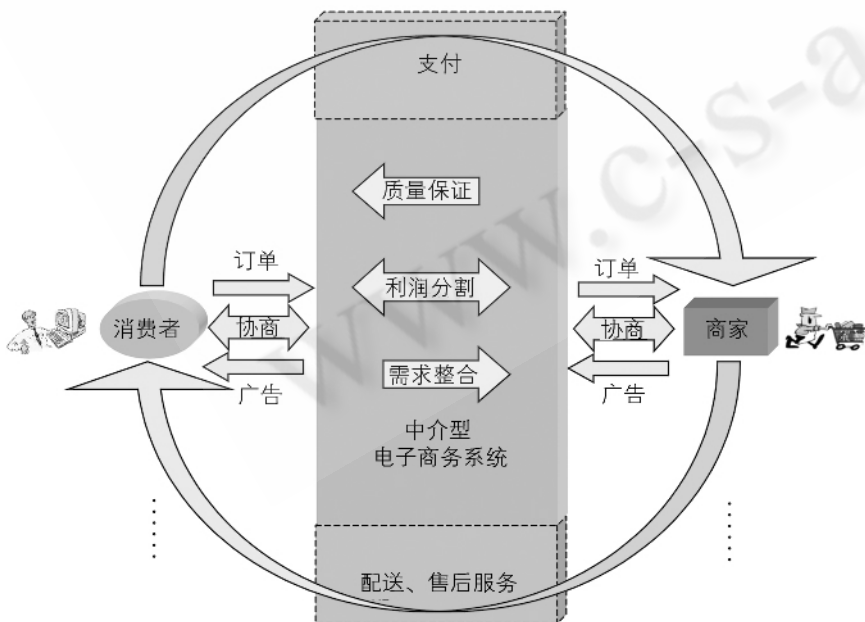 支付
质量保证
订单
利润分割
订单
消费者
协商
协商
商家
广告
需求整合
广告
中介型
电子商务系统
配送、售后服务
www.c-s-a